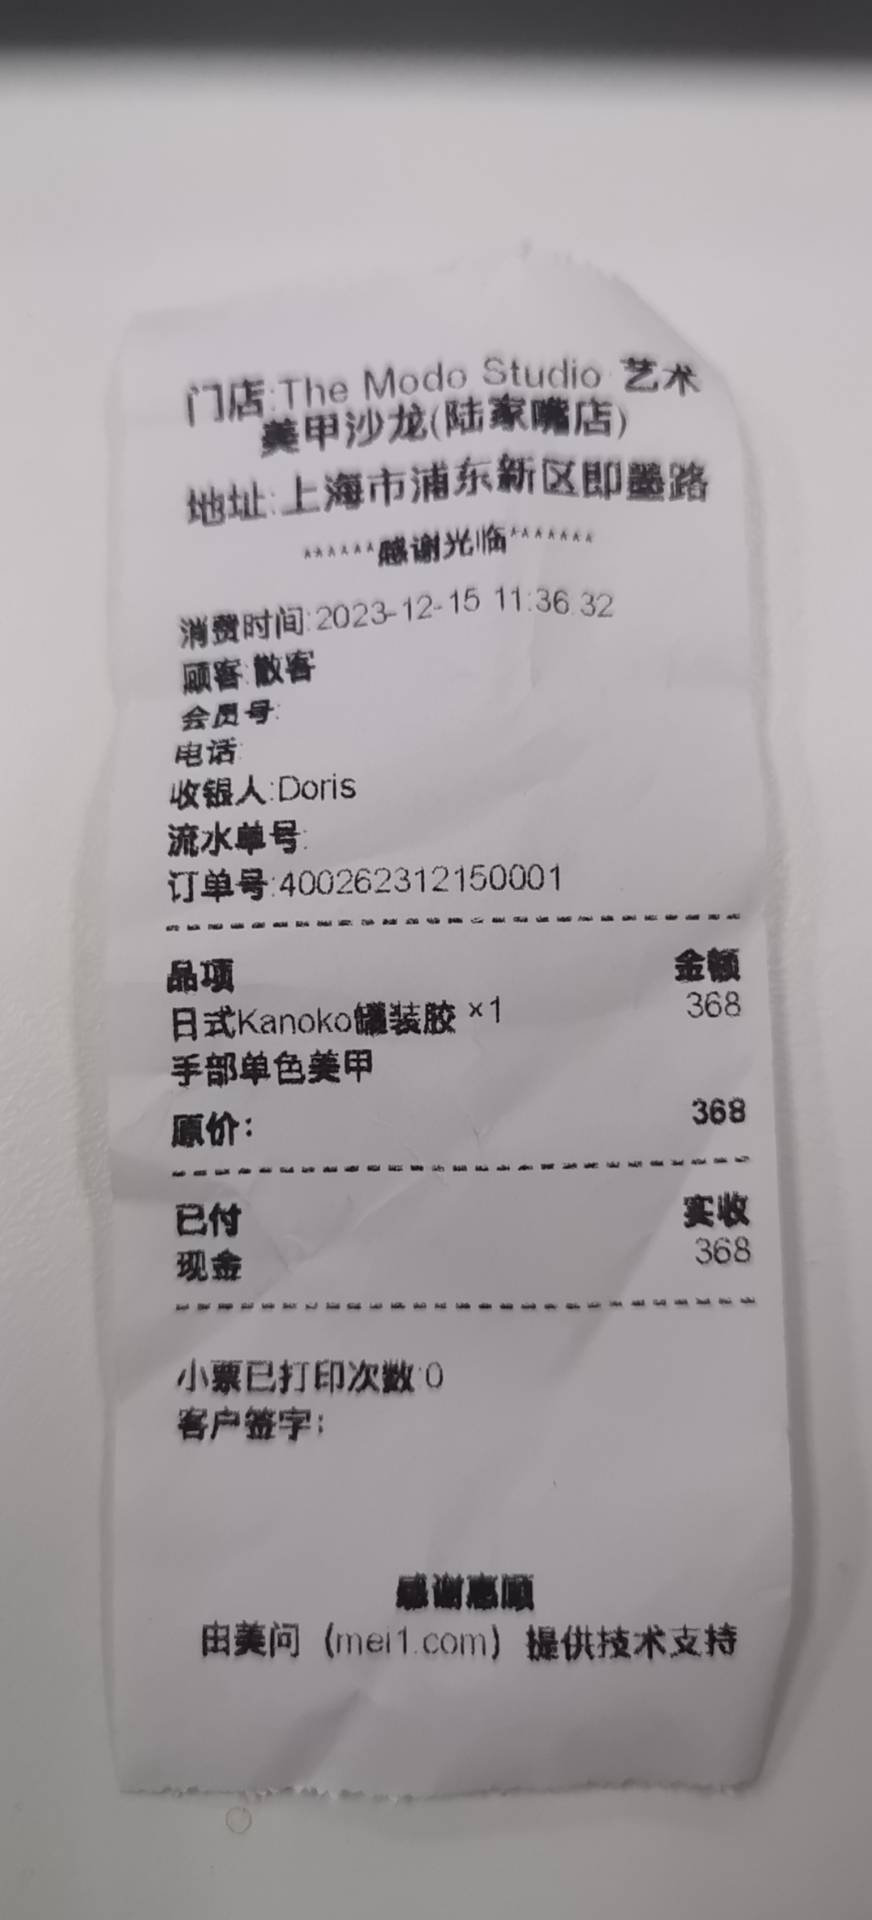 门店:The Modo Studio 艺术
美甲沙龙(陆家嘴店)
地址:上海市浦东新区即墨路
******感谢光临*******
消费时间:2023-12-15 11:36:32
顾客:散客
会员号:
电话:
收银人:Doris
流水单号:
订单号:400262312150001
品项 金额
日式Kanoko罐装胶 ×1 368
手部单色美甲
原价: 368
已付 实收
现金 368
小票已打印次数:0
客户签字:
感谢惠顾
由美问（mei1.com）提供技术支持